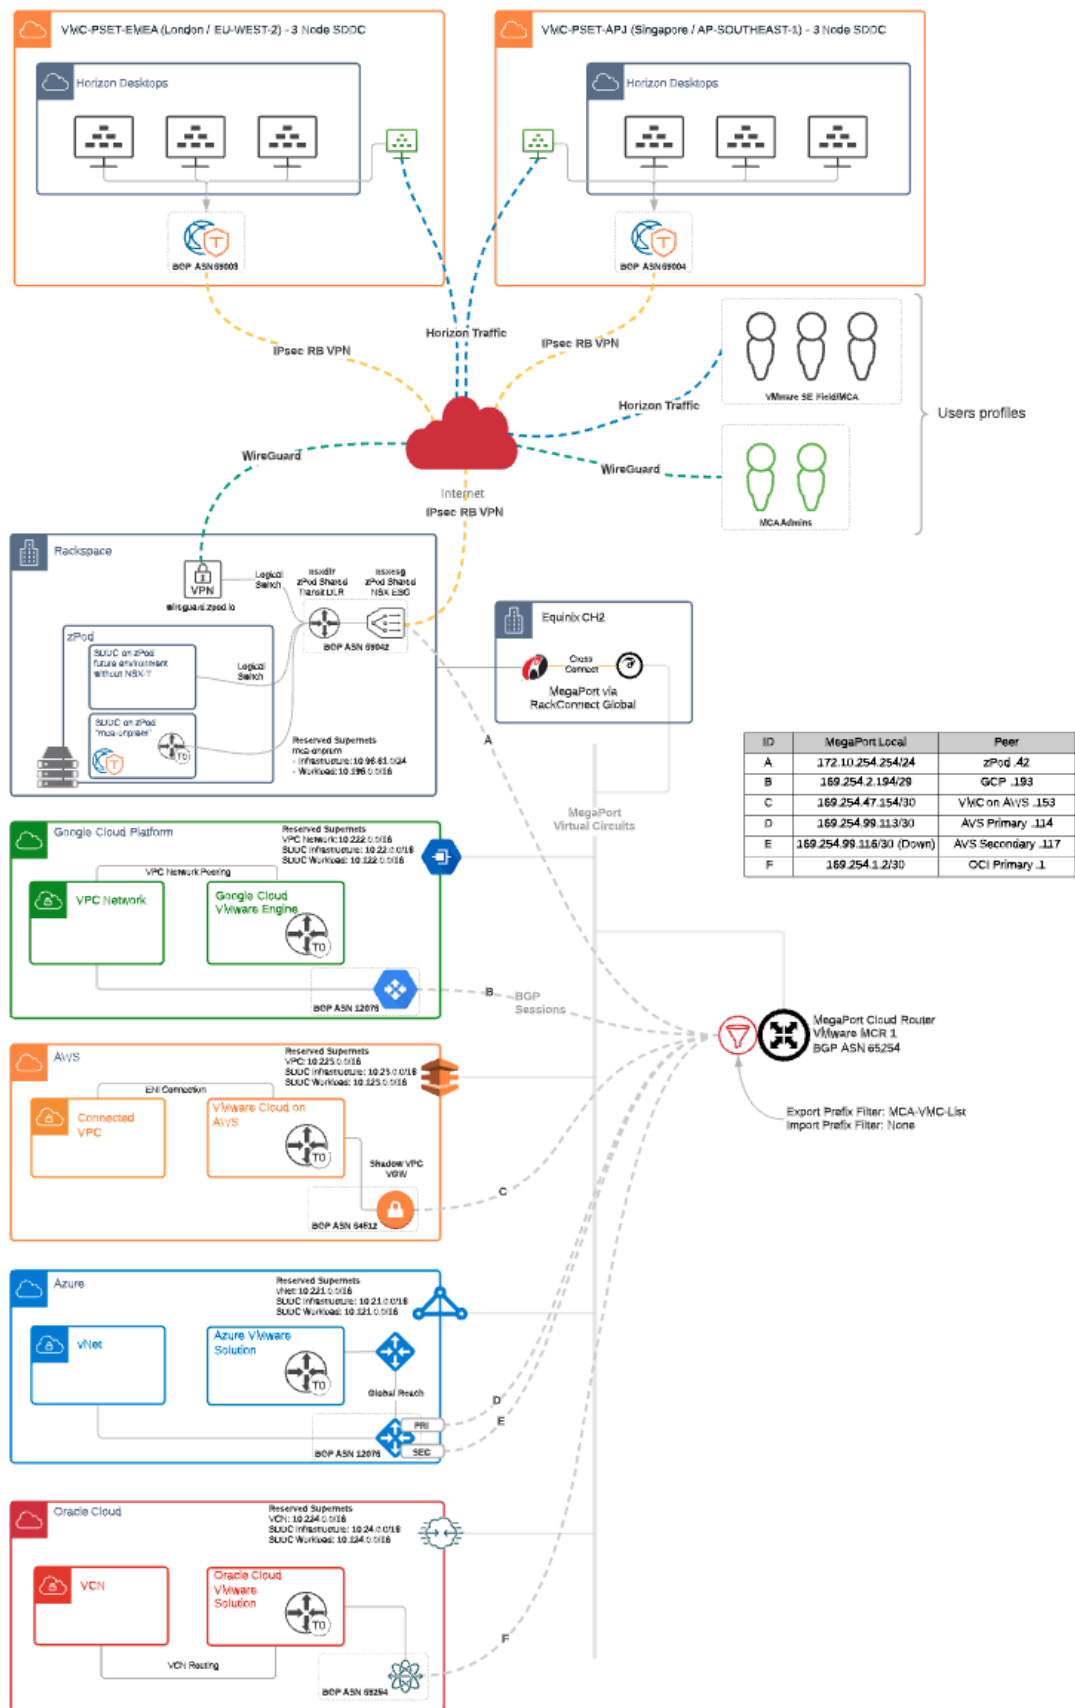 VMC-PSET-EMEA (London / EU-WEST-2) - 3 Node SDDC
Horizon Desktops
BGP ASN 65003
VMC-PSET-APJ (Singapore / AP-SOUTHEAST-1) - 3 Node SDDC
Horizon Desktops
BGP ASN 65004
IPsec RB VPN
Horizon Traffic
IPsec RB VPN
VMware SE Field/MCA
Horizon Traffic
Users profiles
WireGuard
WireGuard
MCA Admins
Internet
IPsec RB VPN
Rackspace
VPN
wireguard.zpod.io
Logical
Switch
nsxdlr
zPod Shared
Transit DLR
nsxesg
zPod Shared
NSX ESG
BGP ASN 65042
zPod
SDDC on zPod
future environment
without NSX-T
Logical
Switch
SDDC on zPod
T0
Reserved Supernets
mca-onprem
- Infrastructure: 10.96.61.0/24
- Workload: 10.196.0.0/16
Equinix CH2
Cross
Connect
MegaPort via
RackConnect Global
A
MegaPort
Virtual Circuits
ID MegaPort Local Peer
A 172.10.254.254/24 zPod .42
B 169.254.2.194/29 GCP .193
C 169.254.47.154/30 VMC on AWS .153
D 169.254.99.113/30 AVS Primary .114
E 169.254.99.116/30 (Down) AVS Secondary .117
F 169.254.1.2/30 OCI Primary .1
Google Cloud Platform
Reserved Supernets
VPC Network: 10.222.0.0/16
SDDC Infrastructure: 10.22.0.0/16
SDDC Workload: 10.122.0.0/16
VPC Network Peering
VPC Network
Google Cloud
VMware Engine
T0
BGP ASN 12076
B
BGP
Sessions
MegaPort Cloud Router
VMware MCR 1
BGP ASN 65254
Export Prefix Filter: MCA-VMC-List
Import Prefix Filter: None
AWS
Reserved Supernets
VPC: 10.223.0.0/16
SDDC Infrastructure: 10.23.0.0/16
SDDC Workload: 10.123.0.0/16
ENI Connection
Connected
VPC
VMware Cloud on
AWS
T0
Shadow VPC
VGW
BGP ASN 64512
C
Azure
Reserved Supernets
vNet: 10.221.0.0/16
SDDC Infrastructure: 10.21.0.0/16
SDDC Workload: 10.121.0.0/16
vNet
Azure VMware
Solution
T0
Global Reach
PRI
SEC
BGP ASN 12076
D
E
Oracle Cloud
Reserved Supernets
VCN: 10.224.0.0/16
SDDC Infrastructure: 10.24.0.0/16
SDDC Workload: 10.124.0.0/16
VCN
Oracle Cloud
VMware
Solution
T0
VCN Routing
F